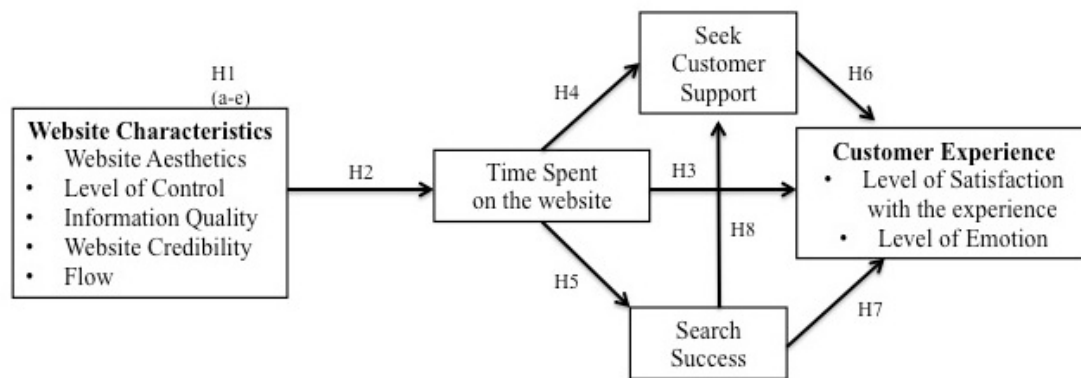 H1
(a-e)
Website Characteristics
• Website Aesthetics
• Level of Control
• Information Quality
• Website Credibility
• Flow
H2
Time Spent
on the website
H4
Seek
Customer
Support
H6
H3
H8
Customer Experience
• Level of Satisfaction
with the experience
• Level of Emotion
H5
Search
Success
H7